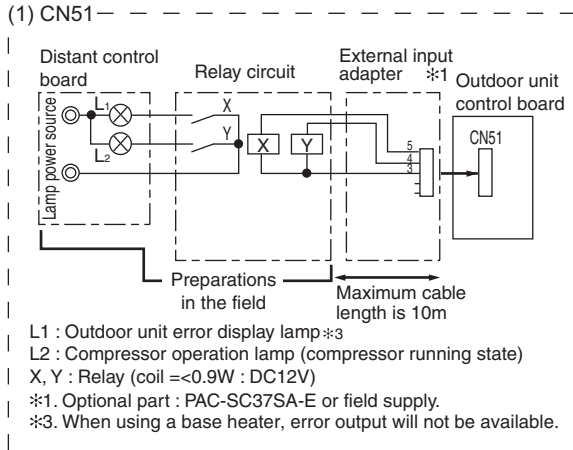 (1) CN51
Distant control
board
Relay circuit
External input
adapter ※1
Outdoor unit
control board
Lamp power source
L1
L2
X
Y
X
Y
5
4
3
CN51
Preparations
in the field
Maximum cable
length is 10m
L1 : Outdoor unit error display lamp※3
L2 : Compressor operation lamp (compressor running state)
X, Y : Relay (coil =<0.9W : DC12V)
※1. Optional part : PAC-SC37SA-E or field supply.
※3. When using a base heater, error output will not be available.